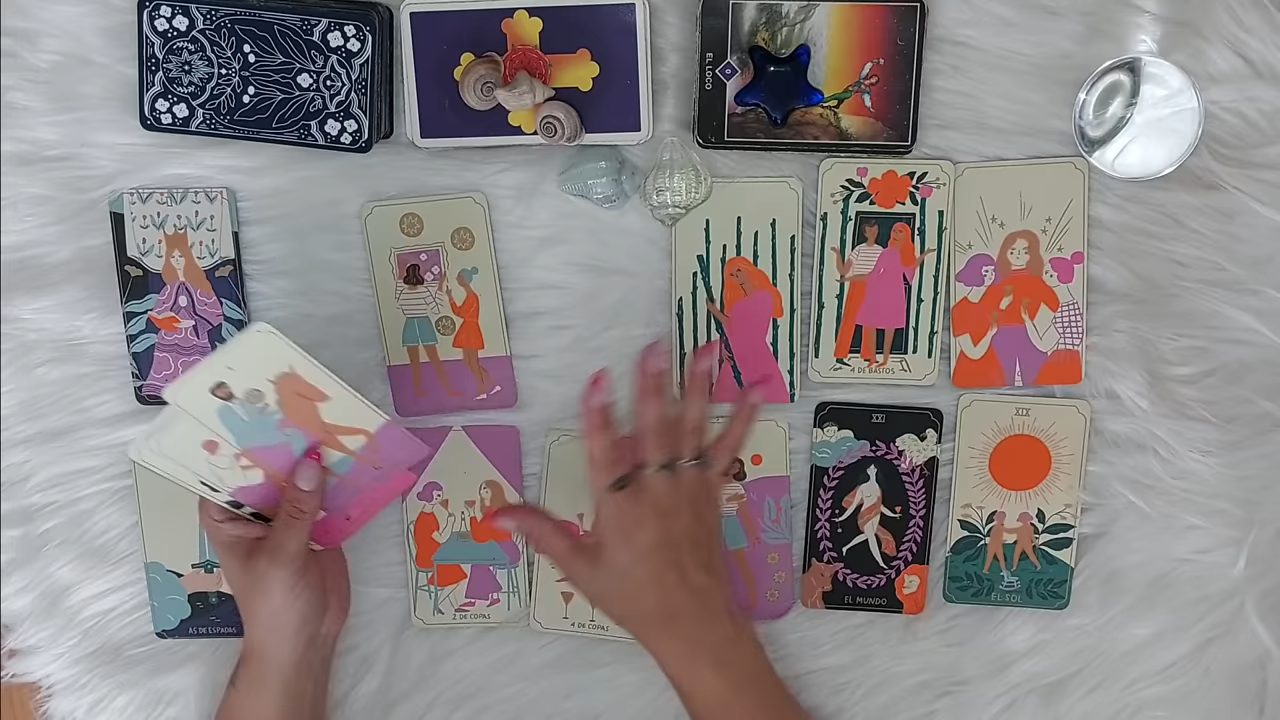 EL LOCO
0
4 DE BASTOS
XXI
XIX
EL MUNDO
EL SOL
2 DE COPAS
4 DE COPAS
AS DE ESPADAS